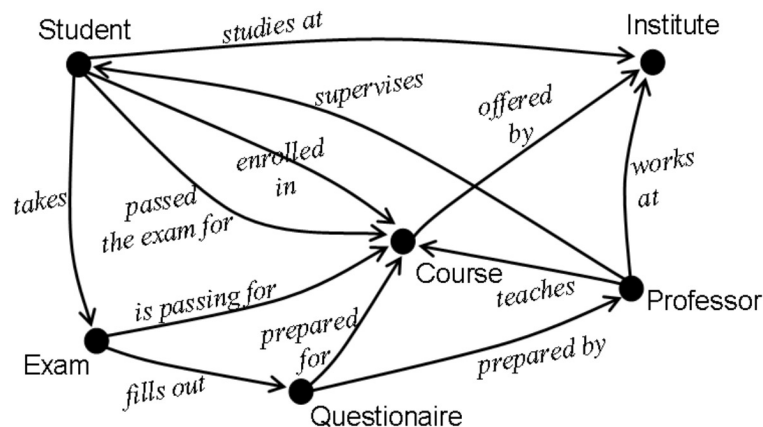 Student
studies at
Institute
supervises
offered
by
enrolled
in
works
at
takes
passed
the exam for
Course
is passing for
teaches
Professor
prepared
for
prepared by
Exam
fills out
Questionaire